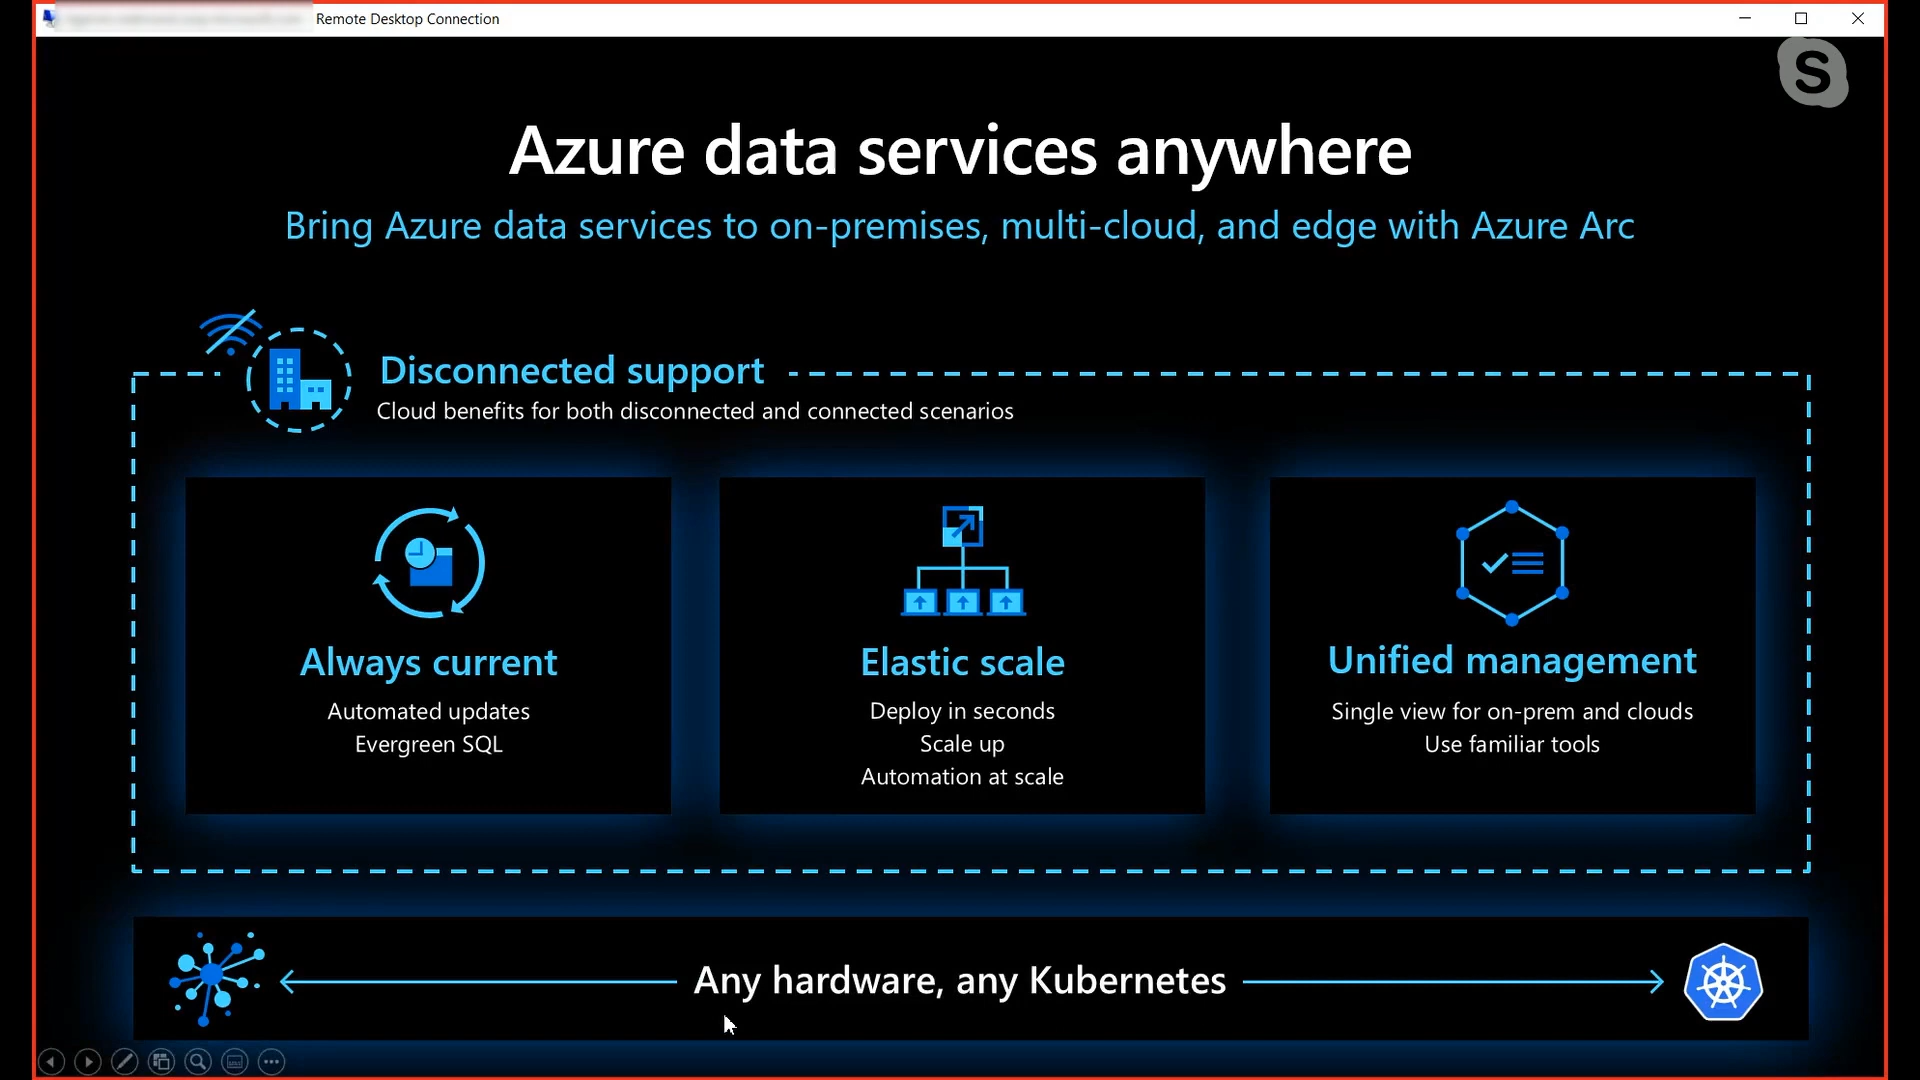 Remote Desktop Connection
S
Azure data services anywhere
Bring Azure data services to on-premises, multi-cloud, and edge with Azure Arc
Disconnected support
Cloud benefits for both disconnected and connected scenarios
Always current
Automated updates
Evergreen SQL
Elastic scale
Deploy in seconds
Scale up
Automation at scale
Unified management
Single view for on-prem and clouds
Use familiar tools
Any hardware, any Kubernetes